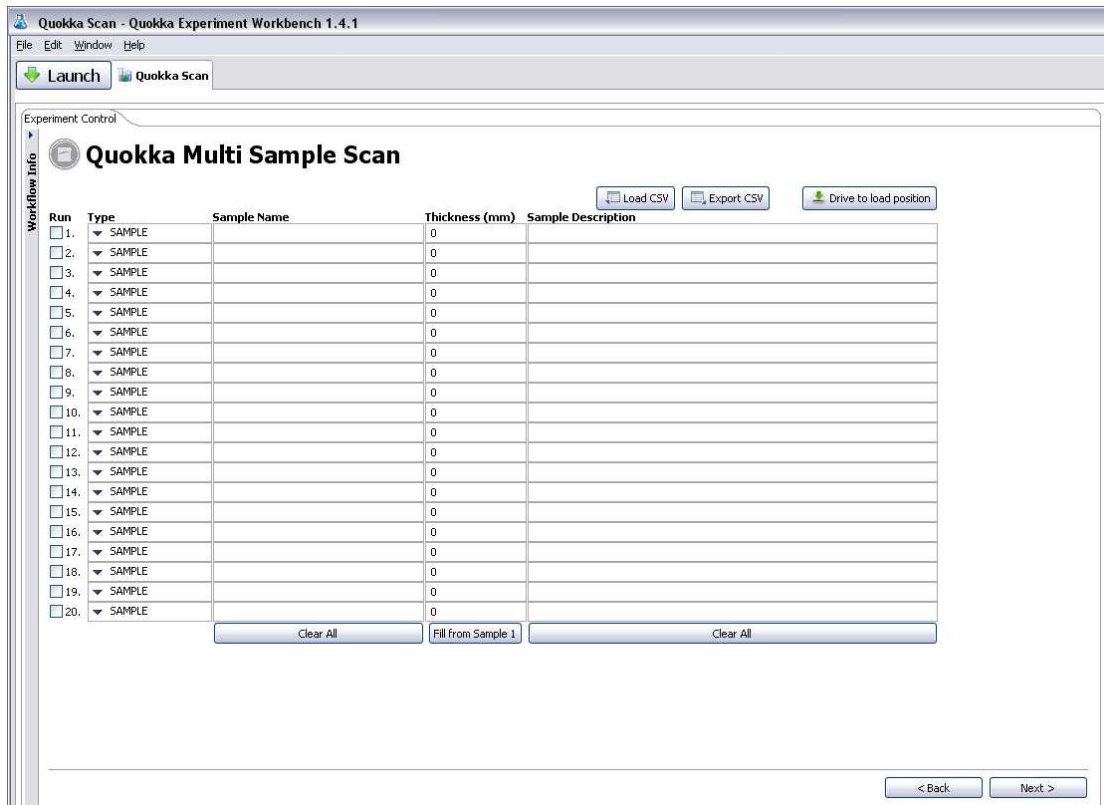 Quokka Scan - Quokka Experiment Workbench 1.4.1
File Edit Window Help
Launch Quokka Scan
Experiment Control
Workflow Info
Quokka Multi Sample Scan
Load CSV Export CSV Drive to load position
Run Type Sample Name Thickness (mm) Sample Description
1. SAMPLE 0
2. SAMPLE 0
3. SAMPLE 0
4. SAMPLE 0
5. SAMPLE 0
6. SAMPLE 0
7. SAMPLE 0
8. SAMPLE 0
9. SAMPLE 0
10. SAMPLE 0
11. SAMPLE 0
12. SAMPLE 0
13. SAMPLE 0
14. SAMPLE 0
15. SAMPLE 0
16. SAMPLE 0
17. SAMPLE 0
18. SAMPLE 0
19. SAMPLE 0
20. SAMPLE 0
Clear All Fill from Sample 1 Clear All
< Back Next >